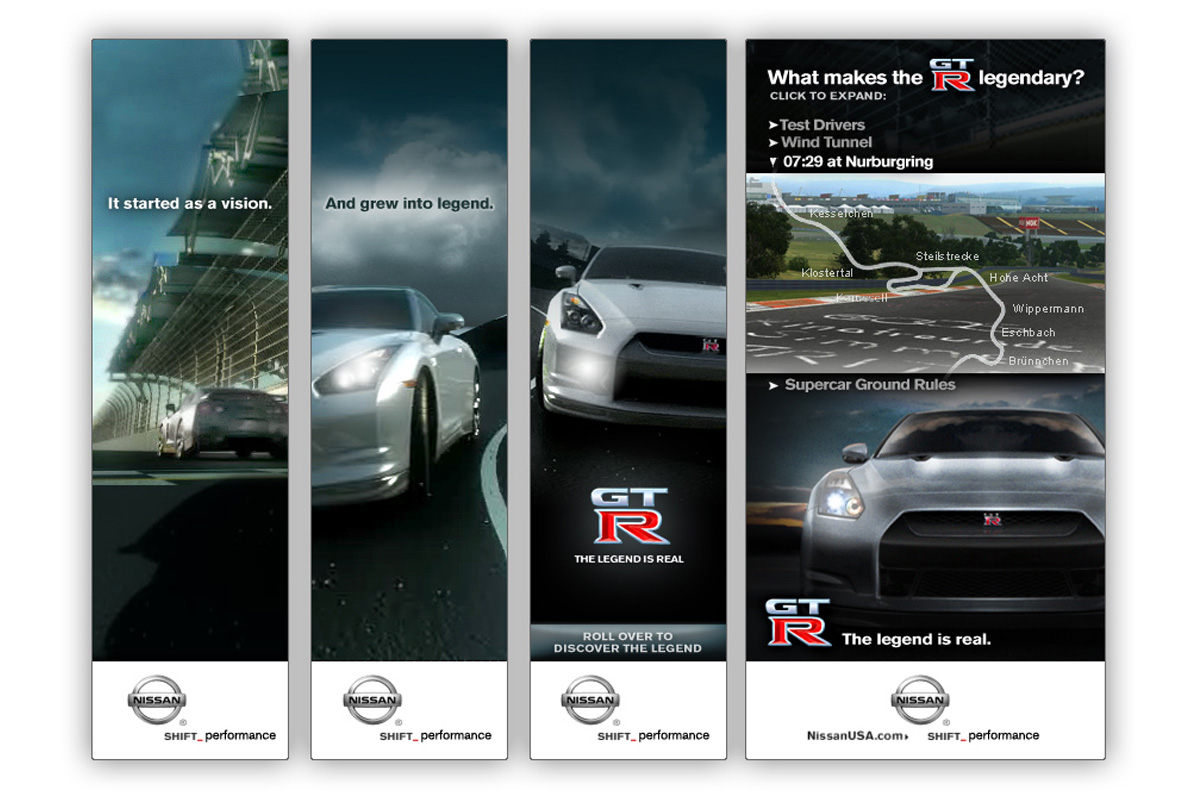 It started as a vision.
NISSAN
®
SHIFT_ performance
And grew into legend.
NISSAN
®
SHIFT_ performance
GT
R
THE LEGEND IS REAL
ROLL OVER TO
DISCOVER THE LEGEND
NISSAN
®
SHIFT_ performance
What makes the GT R legendary?
CLICK TO EXPAND:
Test Drivers
Wind Tunnel
07:29 at Nurburgring
Kesselchen
NGK
Steilstrecke
Klostertal
Hohe Acht
Karussell
Wippermann
Eschbach
Brünnchen
Supercar Ground Rules
GT
R
The legend is real.
NISSAN
®
NissanUSA.com
SHIFT_ performance